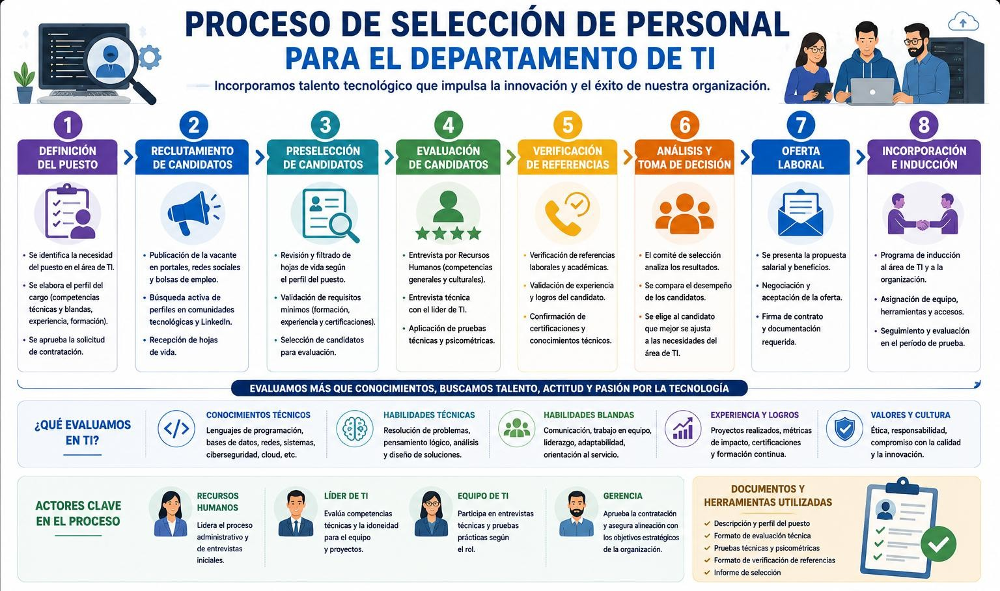 PROCESO DE SELECCIÓN DE PERSONAL
PARA EL DEPARTAMENTO DE TI
Incorporamos talento tecnológico que impulsa la innovación y el éxito de nuestra organización.
1
DEFINICIÓN
DEL PUESTO
• Se identifica la necesidad
del puesto en el área de TI.
• Se elabora el perfil del
cargo (competencias
técnicas y blandas,
experiencia, formación).
• Se aprueba la solicitud
de contratación.
2
RECLUTAMIENTO
DE CANDIDATOS
• Publicación de la vacante
en portales, redes sociales
y bolsas de empleo.
• Búsqueda activa de
perfiles en comunidades
tecnológicas y LinkedIn.
• Recepción de hojas
de vida.
3
PRESELECCIÓN
DE CANDIDATOS
• Revisión y filtrado de
hojas de vida según
el perfil del puesto.
• Validación de requisitos
mínimos (formación,
experiencia y certificaciones).
• Selección de candidatos
para evaluación.
4
EVALUACIÓN
DE CANDIDATOS
• Entrevista por Recursos
Humanos (competencias
generales y culturales).
• Entrevista técnica
con el líder de TI.
• Aplicación de pruebas
técnicas y psicométricas.
5
VERIFICACIÓN
DE REFERENCIAS
• Verificación de referencias
laborales y académicas.
• Validación de experiencia
y logros del candidato.
• Confirmación de
certificaciones y
conocimientos técnicos.
6
ANÁLISIS Y
TOMA DE DECISIÓN
• El comité de selección
analiza los resultados.
• Se compara el desempeño
de los candidatos.
• Se elige al candidato
que mejor se ajusta
a las necesidades del
área de TI.
7
OFERTA
LABORAL
• Se presenta la propuesta
salarial y beneficios.
• Negociación y
aceptación de la oferta.
• Firma de contrato
y documentación
requerida.
8
INCORPORACIÓN
E INDUCCIÓN
• Programa de inducción
al área de TI y a la
organización.
• Asignación de equipo,
herramientas y accesos.
• Seguimiento y evaluación
en el período de prueba.
EVALUAMOS MÁS QUE CONOCIMIENTOS, BUSCAMOS TALENTO, ACTITUD Y PASIÓN POR LA TECNOLOGÍA
¿QUÉ EVALUAMOS
EN TI?
</>
CONOCIMIENTOS TÉCNICOS
Lenguajes de programación,
bases de datos, redes, sistemas,
ciberseguridad, cloud, etc.
HABILIDADES TÉCNICAS
Resolución de problemas,
pensamiento lógico, análisis
y diseño de soluciones.
HABILIDADES BLANDAS
Comunicación, trabajo en equipo,
liderazgo, adaptabilidad,
orientación al servicio.
EXPERIENCIA Y LOGROS
Proyectos realizados, métricas
de impacto, certificaciones
y formación continua.
VALORES Y CULTURA
Ética, responsabilidad,
compromiso con la calidad
y la innovación.
ACTORES CLAVE
EN EL PROCESO
RECURSOS
HUMANOS
Lidera el proceso
administrativo y
de entrevistas
iniciales.
LÍDER DE TI
Evalúa competencias
técnicas y la idoneidad
para el equipo
y proyectos.
EQUIPO DE TI
Participa en entrevistas
técnicas y pruebas
prácticas según
el rol.
GERENCIA
Aprueba la contratación
y asegura alineación con
los objetivos estratégicos
de la organización.
DOCUMENTOS Y
HERRAMIENTAS UTILIZADAS
✓ Descripción y perfil del puesto
✓ Formato de evaluación técnica
✓ Pruebas técnicas y psicométricas
✓ Formato de verificación de referencias
✓ Informe de selección